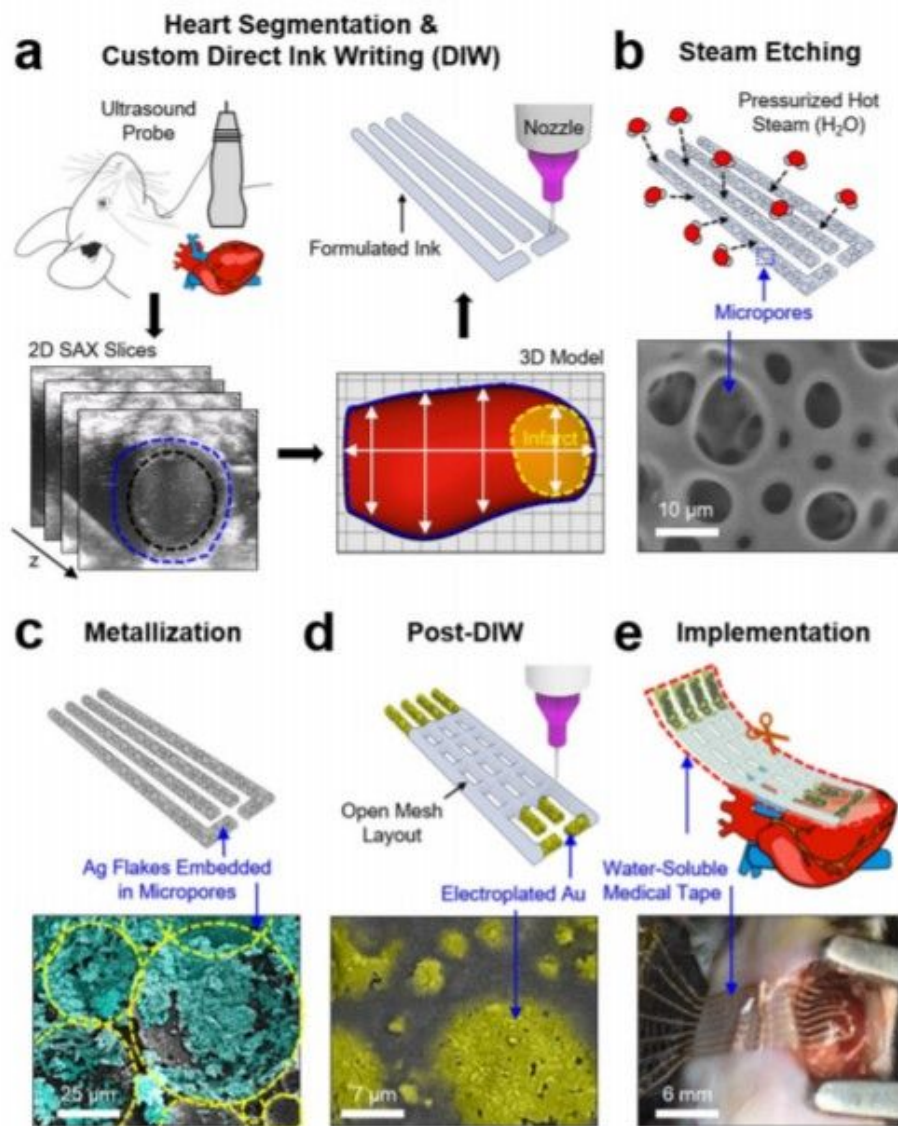 a
Heart Segmentation &
Custom Direct Ink Writing (DIW)
Ultrasound
Probe
Nozzle
Formulated Ink
2D SAX Slices
z
3D Model
Infarct
b
Steam Etching
Pressurized Hot
Steam (H₂O)
Micropores
10 μm
c
Metallization
Ag Flakes Embedded
in Micropores
25 μm
d
Post-DIW
Open Mesh
Layout
Electroplated Au
7 μm
e
Implementation
Water-Soluble
Medical Tape
6 mm